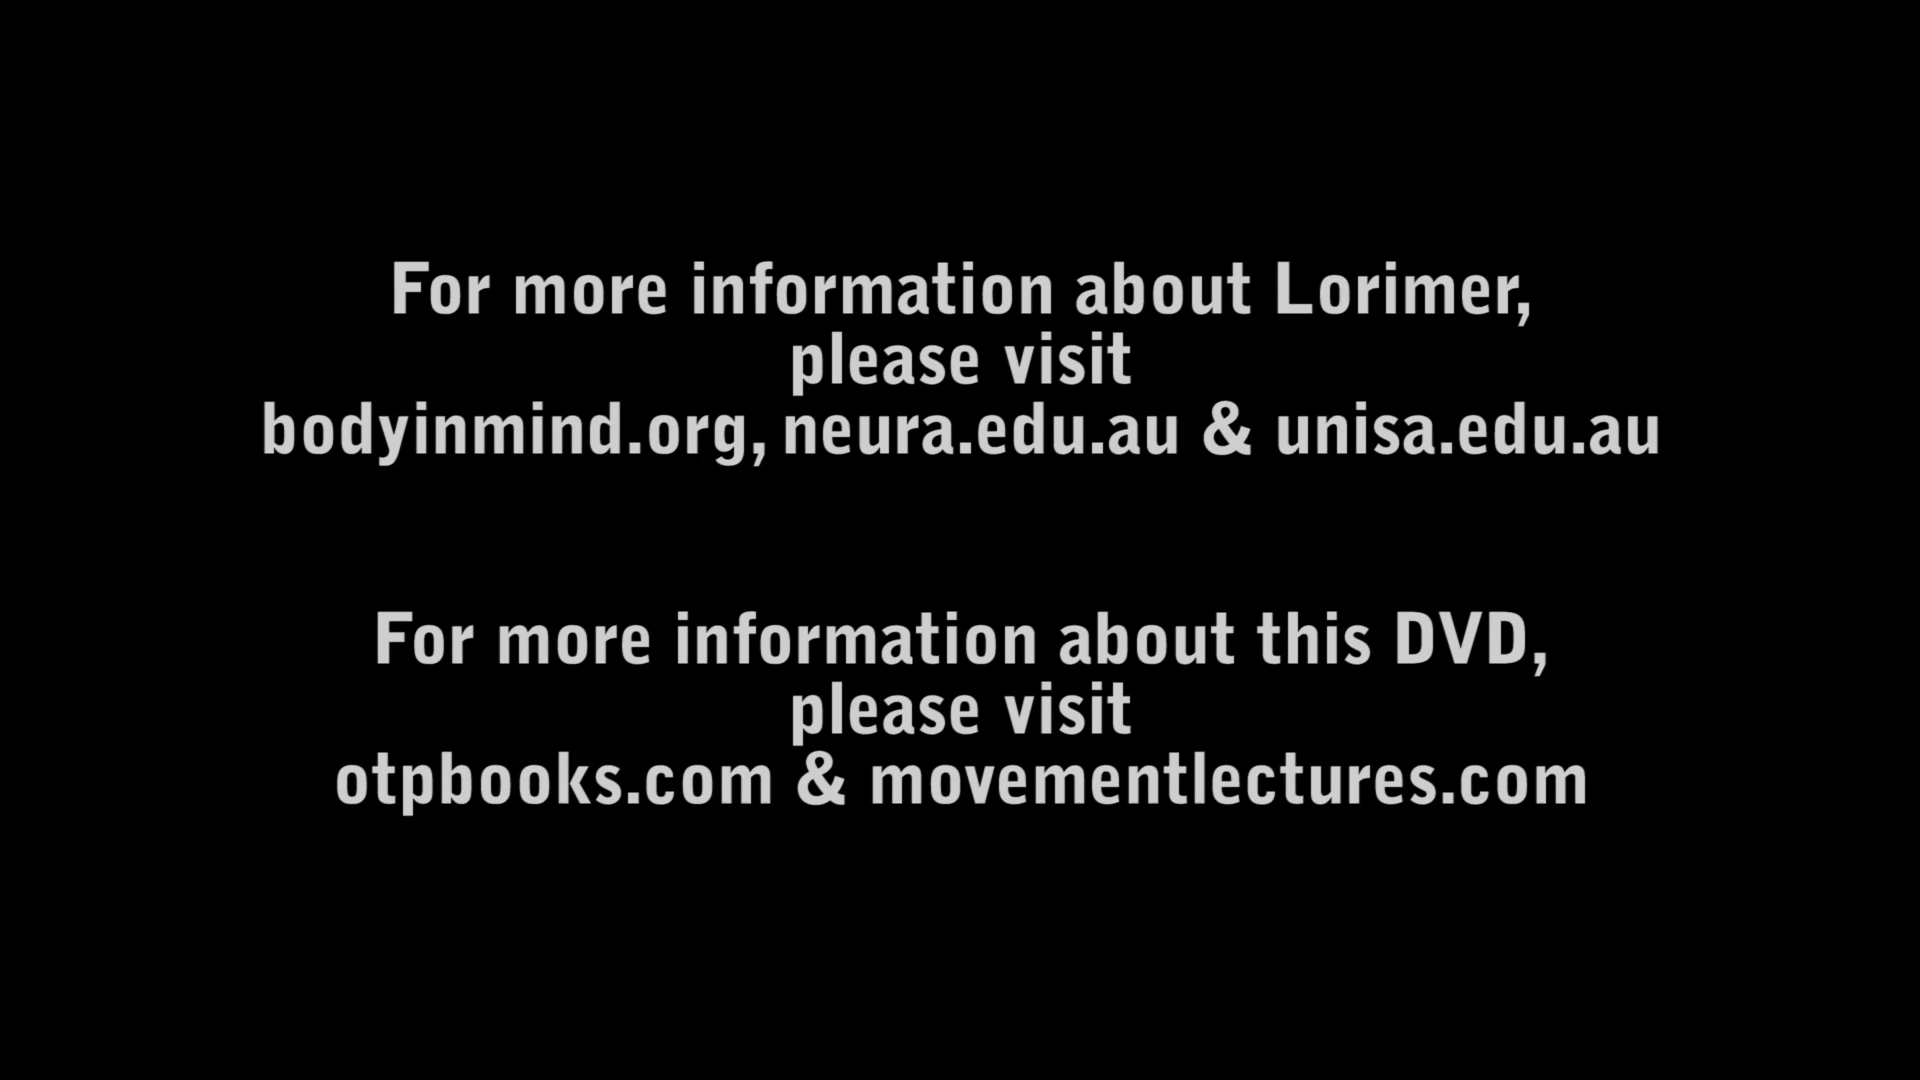 For more information about Lorimer,
please visit
bodyinmind.org, neura.edu.au & unisa.edu.au
For more information about this DVD,
please visit
otpbooks.com & movementlectures.com